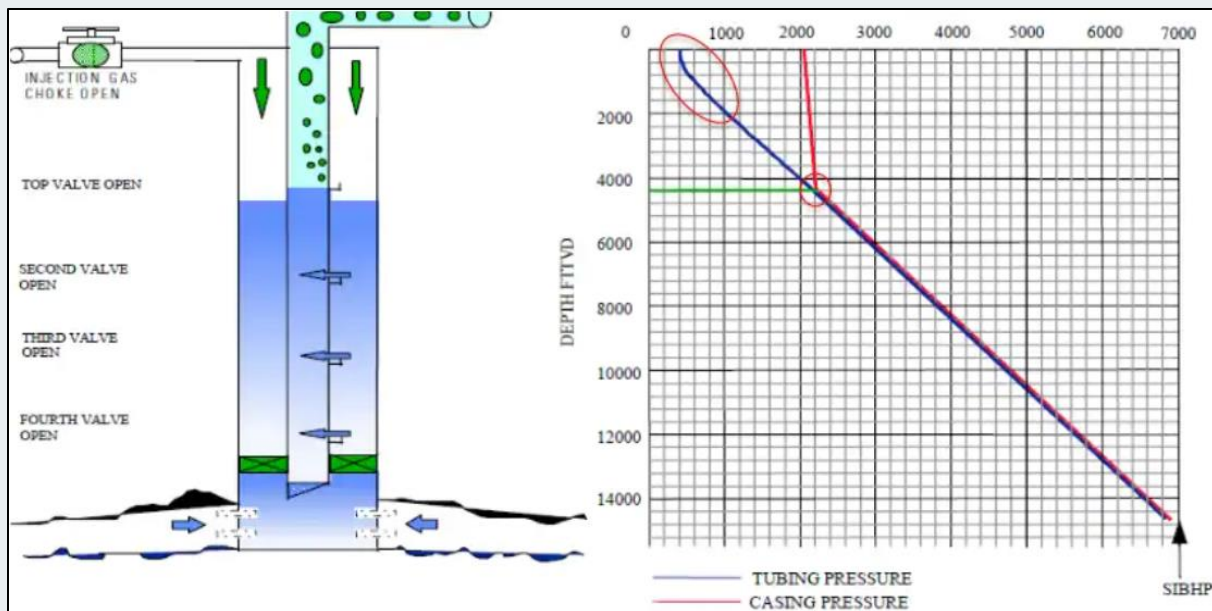 INJECTION GAS
CHOKE OPEN
TOP VALVE OPEN
SECOND VALVE
OPEN
THIRD VALVE
OPEN
FOURTH VALVE
OPEN
0 1000 2000 3000 4000 5000 6000 7000
2000
4000
6000
8000
10000
12000
14000
DEPTH FTTVD
TUBING PRESSURE
CASING PRESSURE
SIBHP